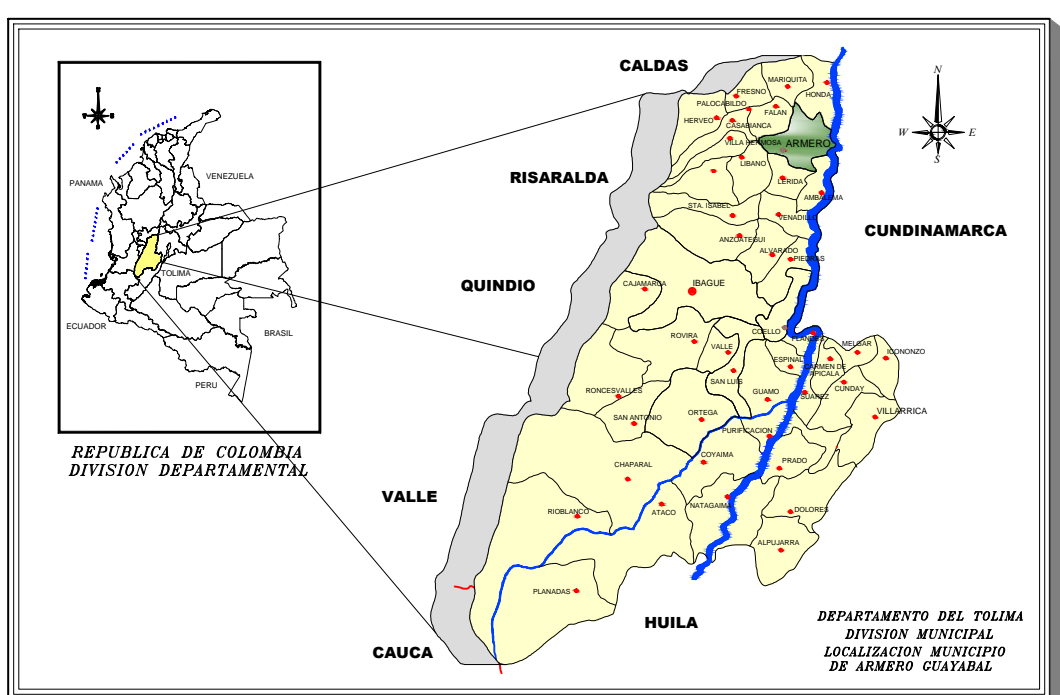 PANAMA
VENEZUELA
TOLIMA
ECUADOR
BRASIL
PERU
REPUBLICA DE COLOMBIA
DIVISION DEPARTAMENTAL
CALDAS
RISARALDA
QUINDIO
VALLE
CAUCA
HUILA
CUNDINAMARCA
N
W
E
S
MARIQUITA
FRESNO
HONDA
PALOCABILDO
FALAN
HERVEO
CASABIANCA
VILLA HERMOSA
ARMERO
LIBANO
LERIDA
AMBALEMA
STA. ISABEL
VENADILLO
ANZOATEGUI
ALVARADO
PIEDRAS
CAJAMARCA
IBAGUE
COELLO
FLANDES
ROVIRA
VALLE
MELGAR
ICONONZO
ESPINAL
CARMEN DE
APICALA
SAN LUIS
CUNDAY
RONCESVALLES
GUAMO
SUAREZ
SAN ANTONIO
ORTEGA
VILLARRICA
PURIFICACION
COYAIMA
PRADO
CHAPARAL
RIOBLANCO
ATACO
NATAGAIMA
DOLORES
ALPUJARRA
PLANADAS
DEPARTAMENTO DEL TOLIMA
DIVISION MUNICIPAL
LOCALIZACION MUNICIPIO
DE ARMERO GUAYABAL